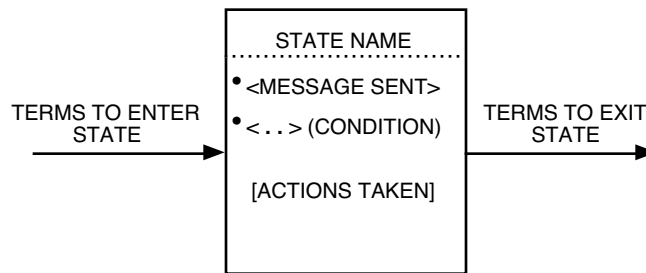 STATE NAME
• <MESSAGE SENT>
TERMS TO ENTER
STATE
• <..> (CONDITION)
TERMS TO EXIT
STATE
[ACTIONS TAKEN]